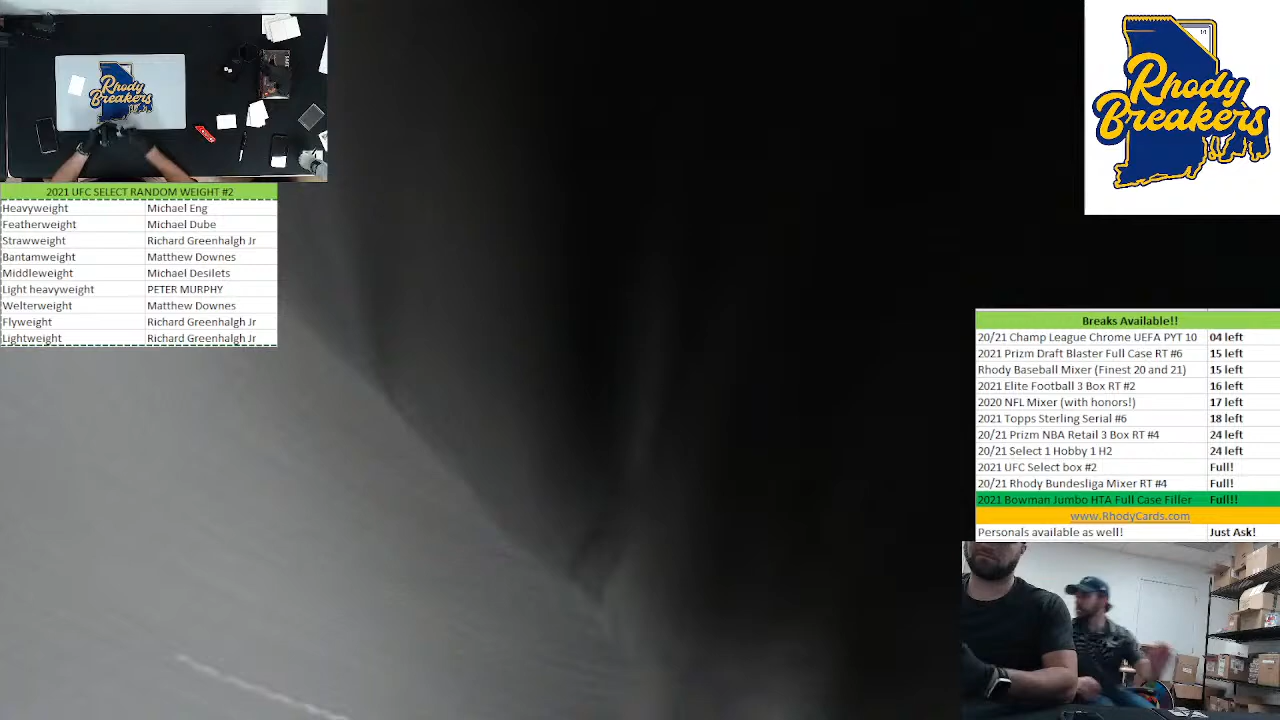 Rhody
Breakers
2021 UFC SELECT RANDOM WEIGHT #2
Heavyweight Michael Eng
Featherweight Michael Dube
Strawweight Richard Greenhalgh Jr
Bantamweight Matthew Downes
Middleweight Michael Desilets
Light heavyweight PETER MURPHY
Welterweight Matthew Downes
Flyweight Richard Greenhalgh Jr
Lightweight Richard Greenhalgh Jr
Rhody
Breakers
Breaks Available!!
20/21 Champ League Chrome UEFA PYT 10 04 left
2021 Prizm Draft Blaster Full Case RT #6 15 left
Rhody Baseball Mixer (Finest 20 and 21) 15 left
2021 Elite Football 3 Box RT #2 16 left
2020 NFL Mixer (with honors!) 17 left
2021 Topps Sterling Serial #6 18 left
20/21 Prizm NBA Retail 3 Box RT #4 24 left
20/21 Select 1 Hobby 1 H2 24 left
2021 UFC Select box #2 Full!
20/21 Rhody Bundesliga Mixer RT #4 Full!
2021 Bowman Jumbo HTA Full Case Filler Full!!
www.RhodyCards.com
Personals available as well! Just Ask!